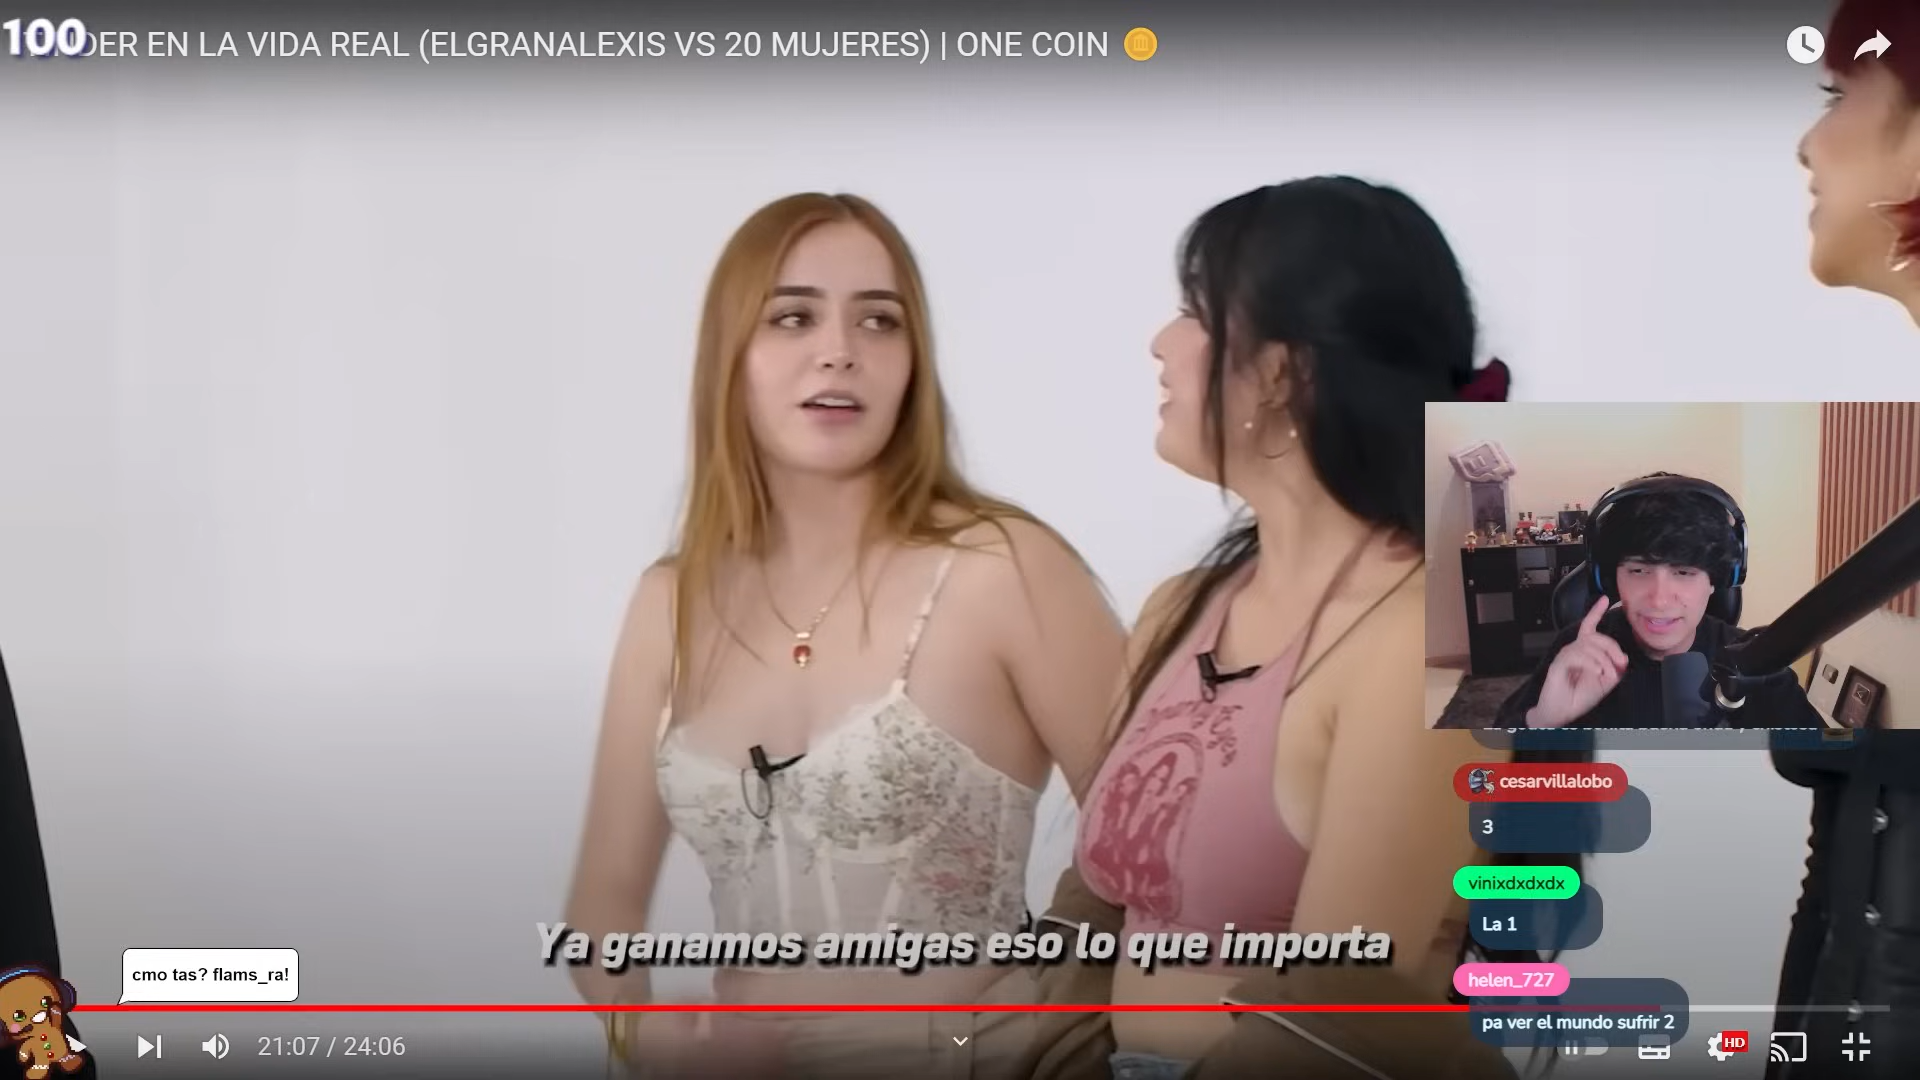 100
DER EN LA VIDA REAL (ELGRANALEXIS VS 20 MUJERES) | ONE COIN
cesarvillalobo
3
vinixdxdxdx
La 1
Ya ganamos amigas eso lo que importa
cmo tas? flams_ra!
helen_727
pa ver el mundo sufrir 2
21:07 / 24:06
HD